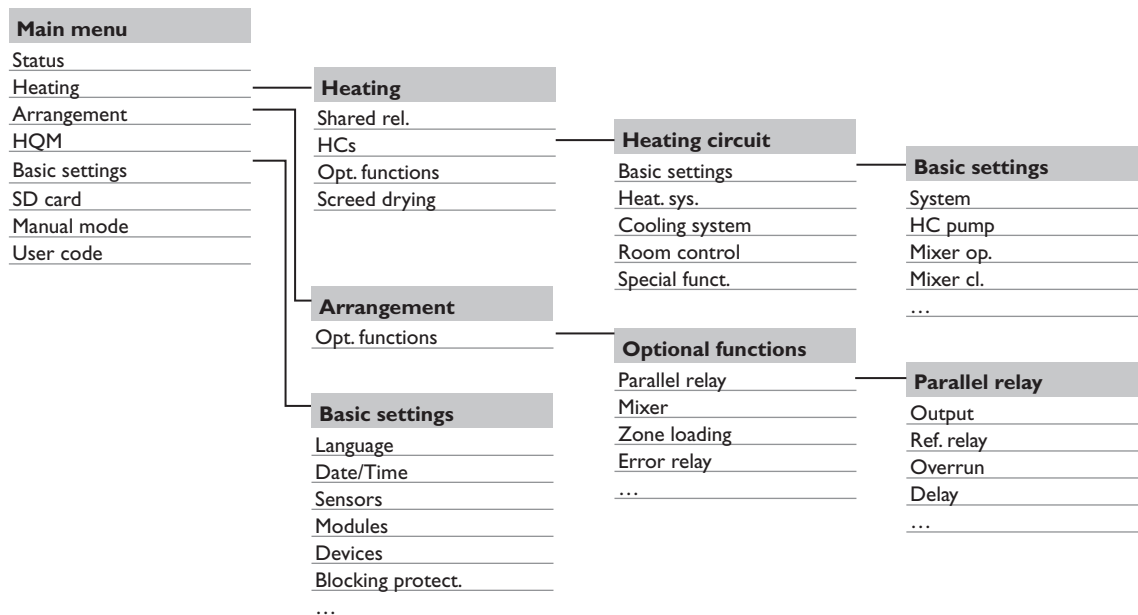 Main menu
Status
Heating
Arrangement
HQM
Basic settings
SD card
Manual mode
User code
Heating
Shared rel.
HCs
Opt. functions
Screed drying
Heating circuit
Basic settings
Heat. sys.
Cooling system
Room control
Special funct.
Basic settings
System
HC pump
Mixer op.
Mixer cl.
…
Arrangement
Opt. functions
Optional functions
Parallel relay
Mixer
Zone loading
Error relay
…
Parallel relay
Output
Ref. relay
Overrun
Delay
…
Basic settings
Language
Date/Time
Sensors
Modules
Devices
Blocking protect.
…